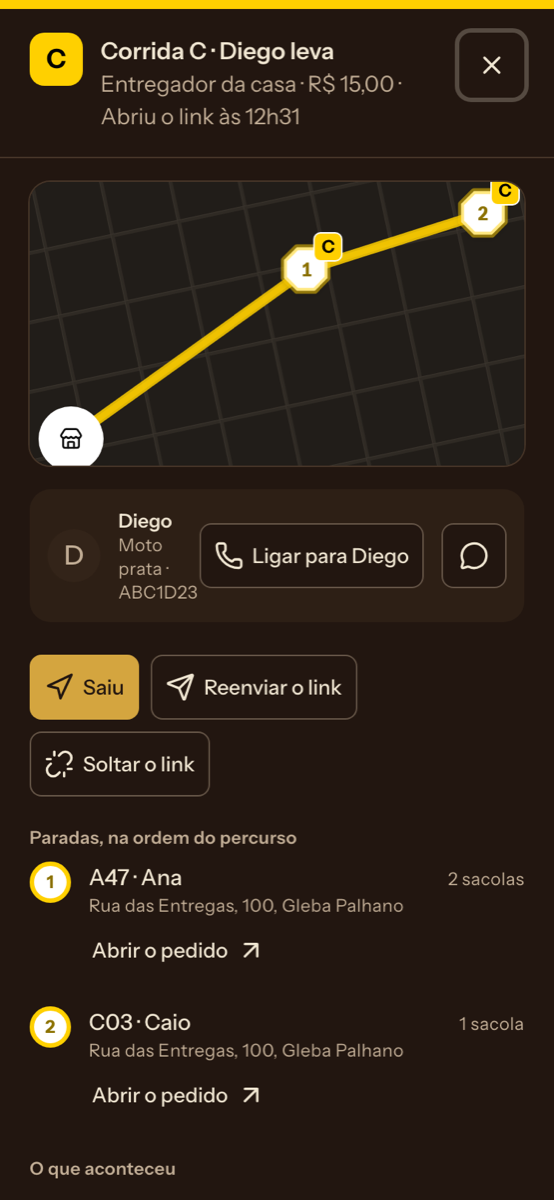 C
Corrida C · Diego leva
Entregador da casa · R$ 15,00 ·
Abriu o link às 12h31
C
2
C
1
D
Diego
Moto
prata ·
ABC1D23
Ligar para Diego
Saiu
Reenviar o link
Soltar o link
Paradas, na ordem do percurso
1
A47 · Ana
2 sacolas
Rua das Entregas, 100, Gleba Palhano
Abrir o pedido
2
C03 · Caio
1 sacola
Rua das Entregas, 100, Gleba Palhano
Abrir o pedido
O que aconteceu